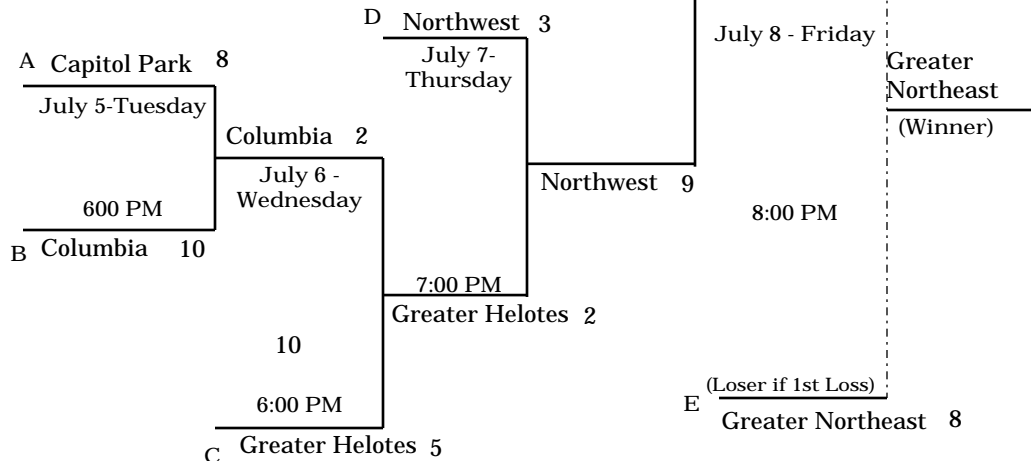 D Northwest 3
July 7-
Thursday
July 8 - Friday
A Capitol Park 8
July 5-Tuesday
Greater
Northeast
(Winner)
Columbia 2
July 6 -
Wednesday
Northwest 9
600 PM
8:00 PM
B Columbia 10
7:00 PM
Greater Helotes 2
10
6:00 PM
(Loser if 1st Loss)
E
Greater Northeast 8
C Greater Helotes 5